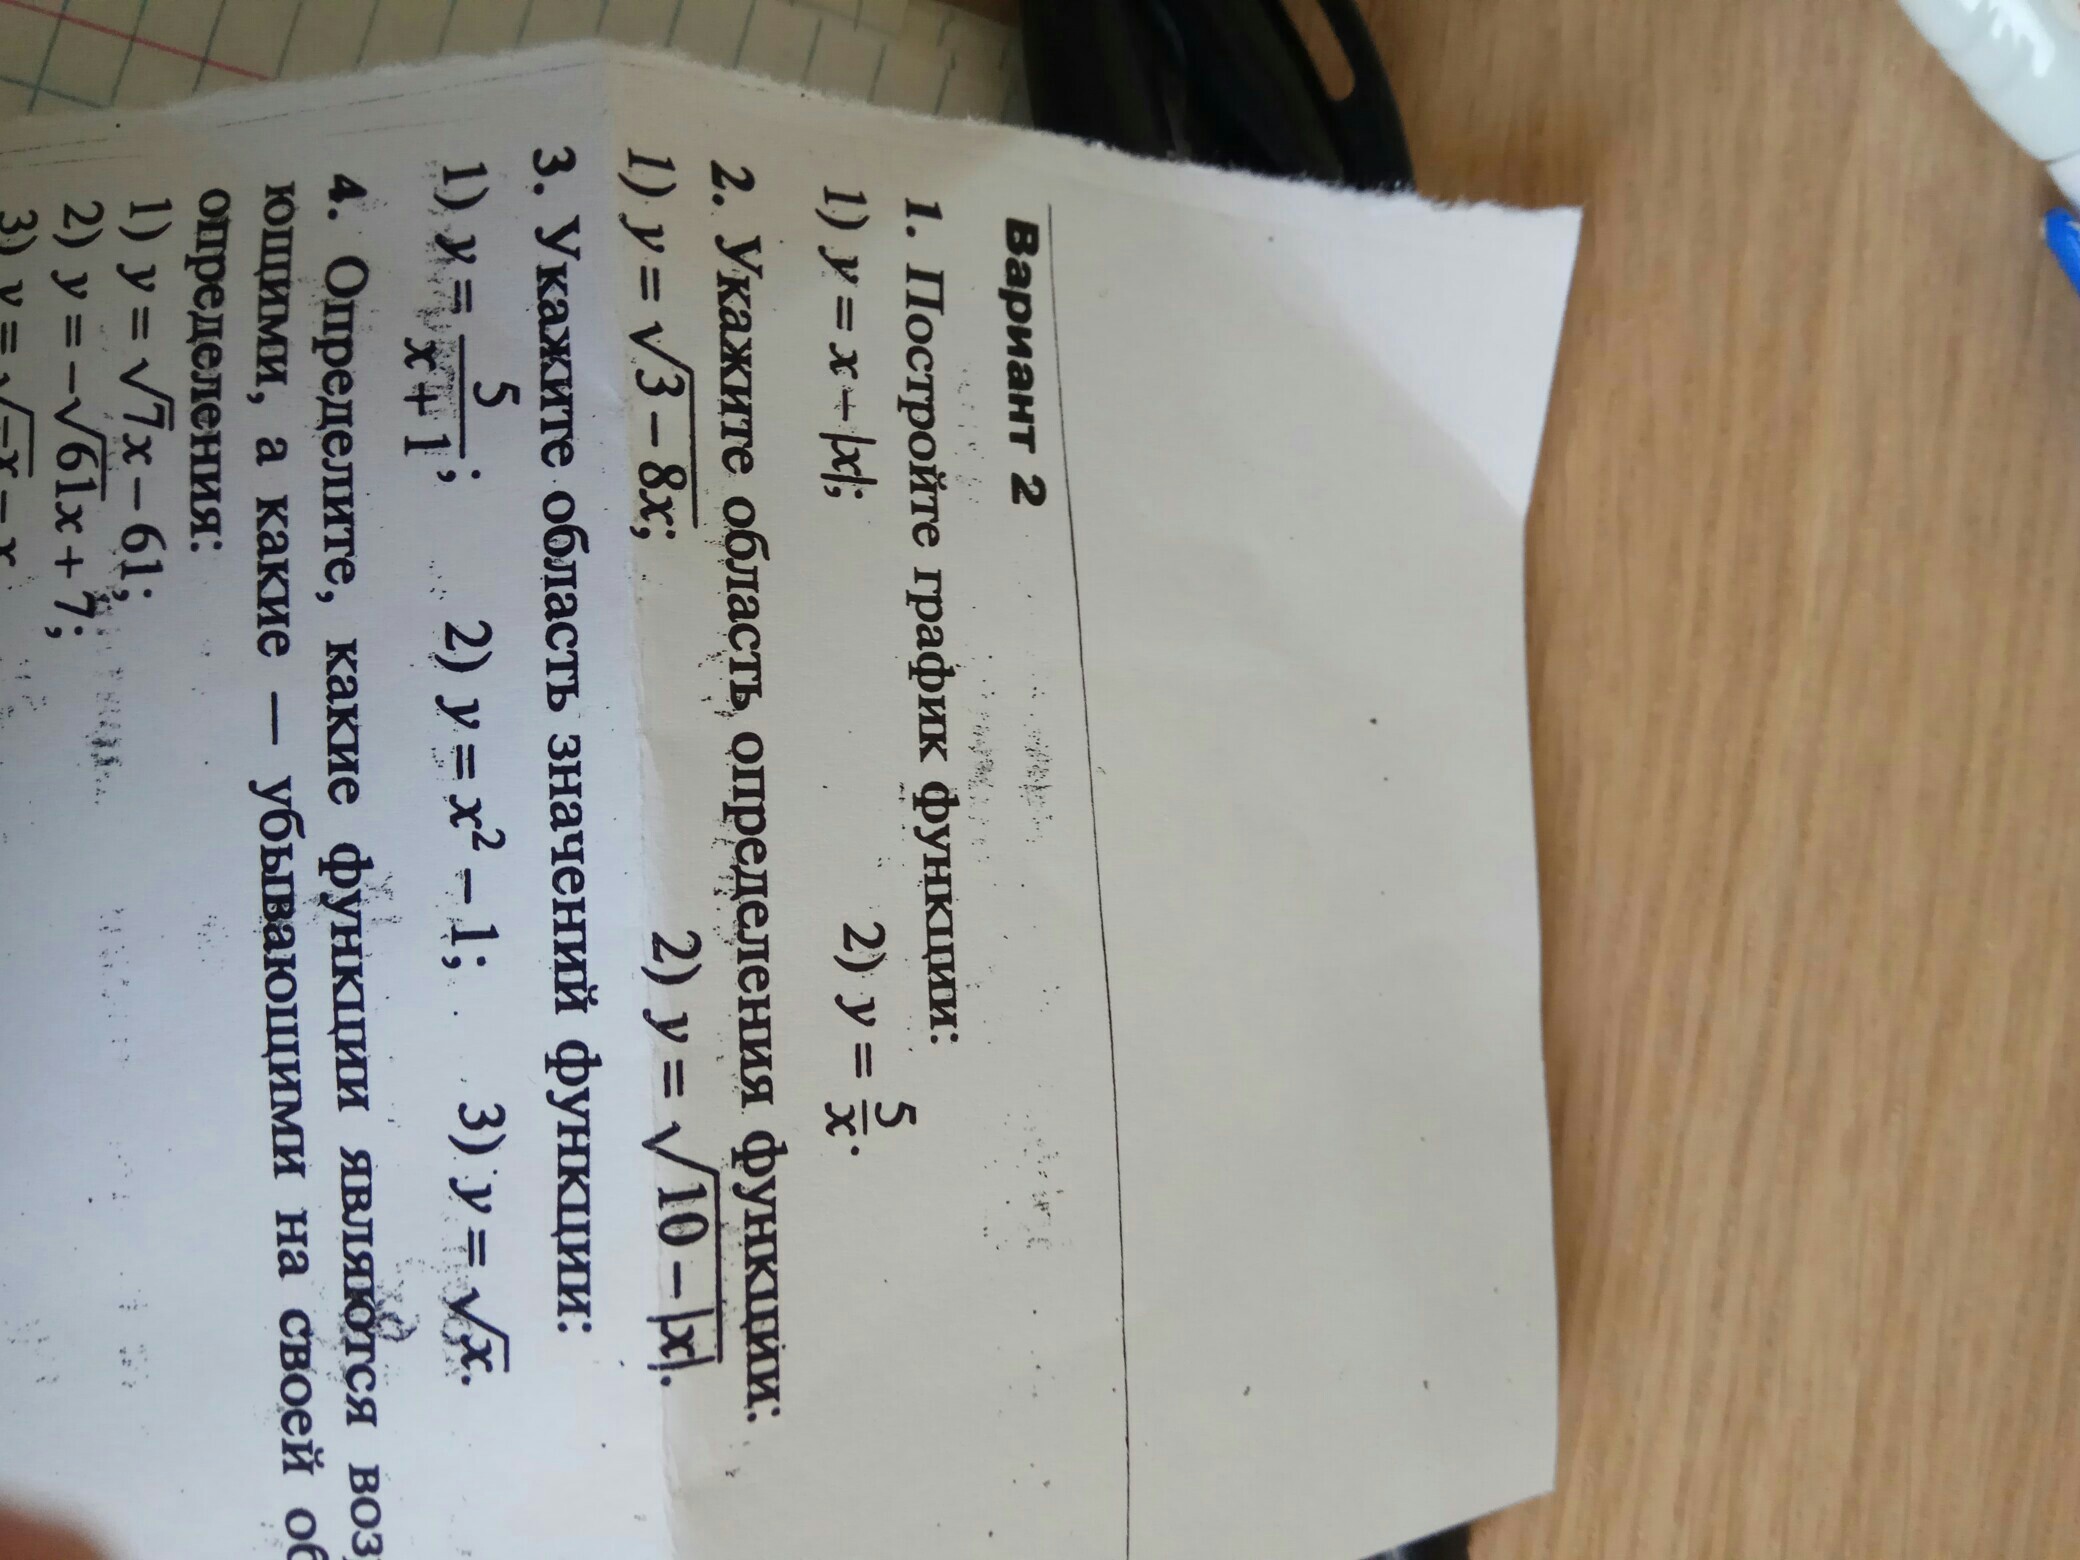 Вариант 2
1. Постройте график функции:
1) y = x + |x|; 2) y = 5/x.
2. Укажите область определения функции:
1) y = √(3 − 8x); 2) y = √(10 − |x|).
3. Укажите область значений функции:
1) y = 5/(x + 1); 2) y = x² − 1; 3) y = √x.
4. Определите, какие функции являются воз
ющими, а какие — убывающими на своей об
определения:
1) y = √7x − 61;
2) y = −√61x + 7;
3) y = √−x − x